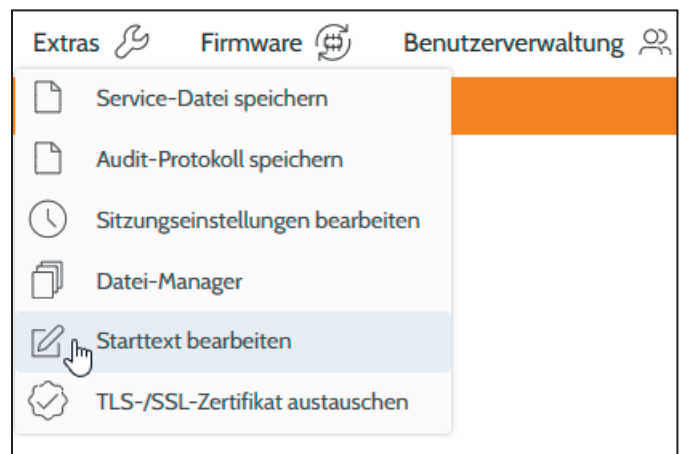 Extras Firmware Benutzerverwaltung
Service-Datei speichern
Audit-Protokoll speichern
Sitzungseinstellungen bearbeiten
Datei-Manager
Starttext bearbeiten
TLS-/SSL-Zertifikat austauschen